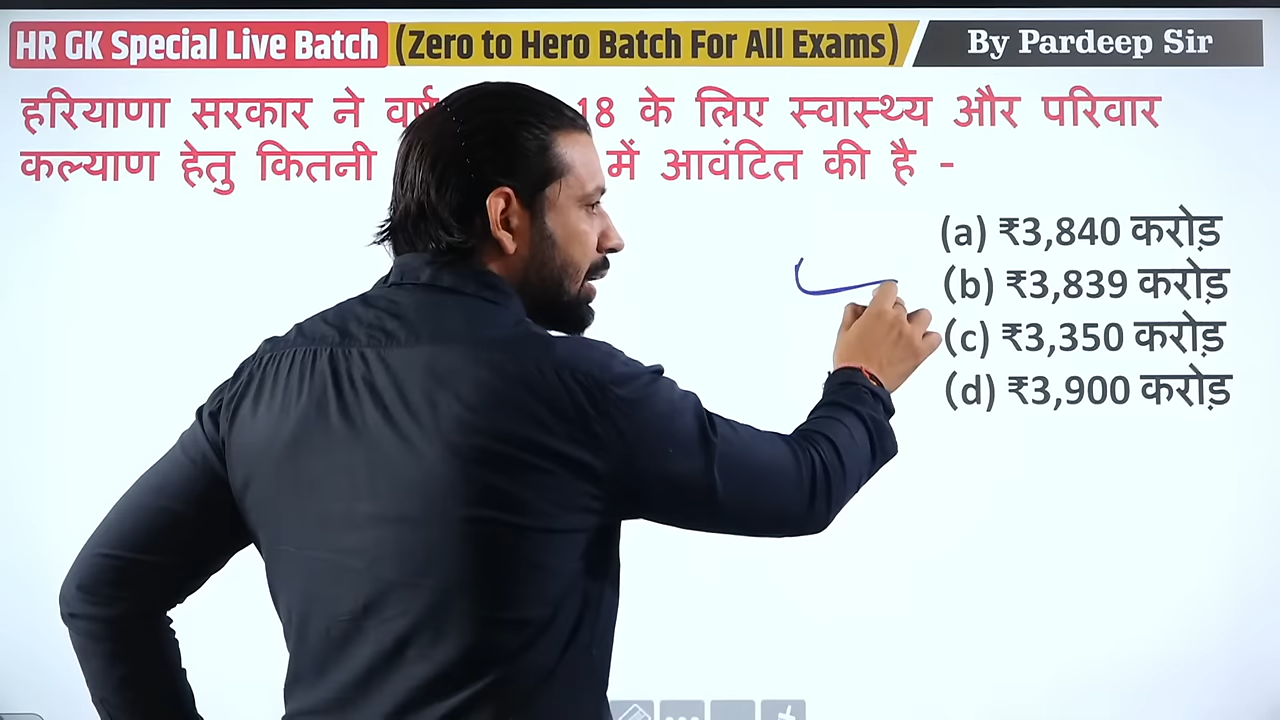 HR GK Special Live Batch (Zero to Hero Batch For All Exams) By Pardeep Sir
हरियाणा सरकार ने वर्ष 18 के लिए स्वास्थ्य और परिवार
कल्याण हेतु कितनी में आवंटित की है -
(a) ₹3,840 करोड़
(b) ₹3,839 करोड़
(c) ₹3,350 करोड़
(d) ₹3,900 करोड़